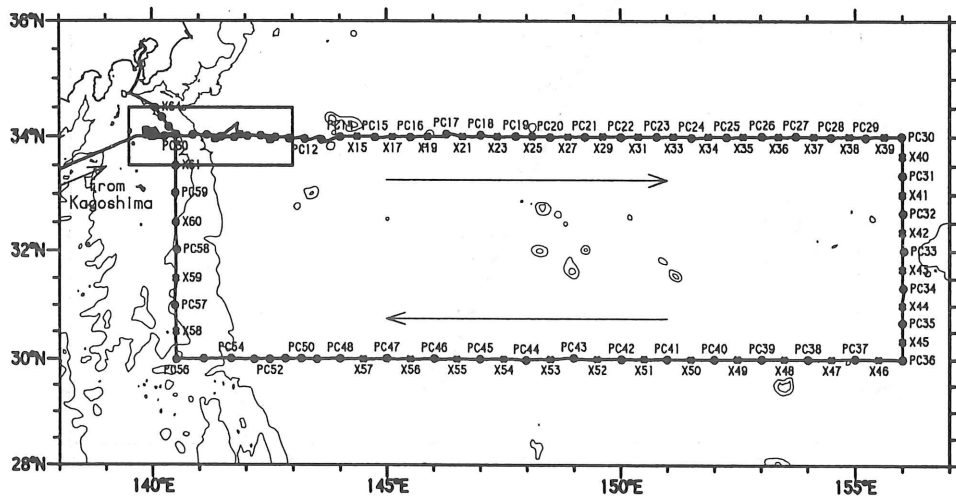 36°N
34°N
32°N
30°N
28°N
140°E
145°E
150°E
155°E
X64
PC60
X61
From
Kagoshima
PC59
X60
PC58
X59
PC57
X58
PC56
PC12
PC15 PC16 PC17 PC18 PC19 PC20 PC21 PC22 PC23 PC24 PC25 PC26 PC27 PC28 PC29 PC30
X15 X17 X19 X21 X23 X25 X27 X29 X31 X33 X34 X35 X36 X37 X38 X39
X40
PC31
X41
PC32
X42
PC33
X43
PC34
X44
PC35
X45
PC36
PC54 PC50 PC48 PC47 PC46 PC45 PC44 PC43 PC42 PC41 PC40 PC39 PC38 PC37
PC52 X57 X56 X55 X54 X53 X52 X51 X50 X49 X48 X47 X46